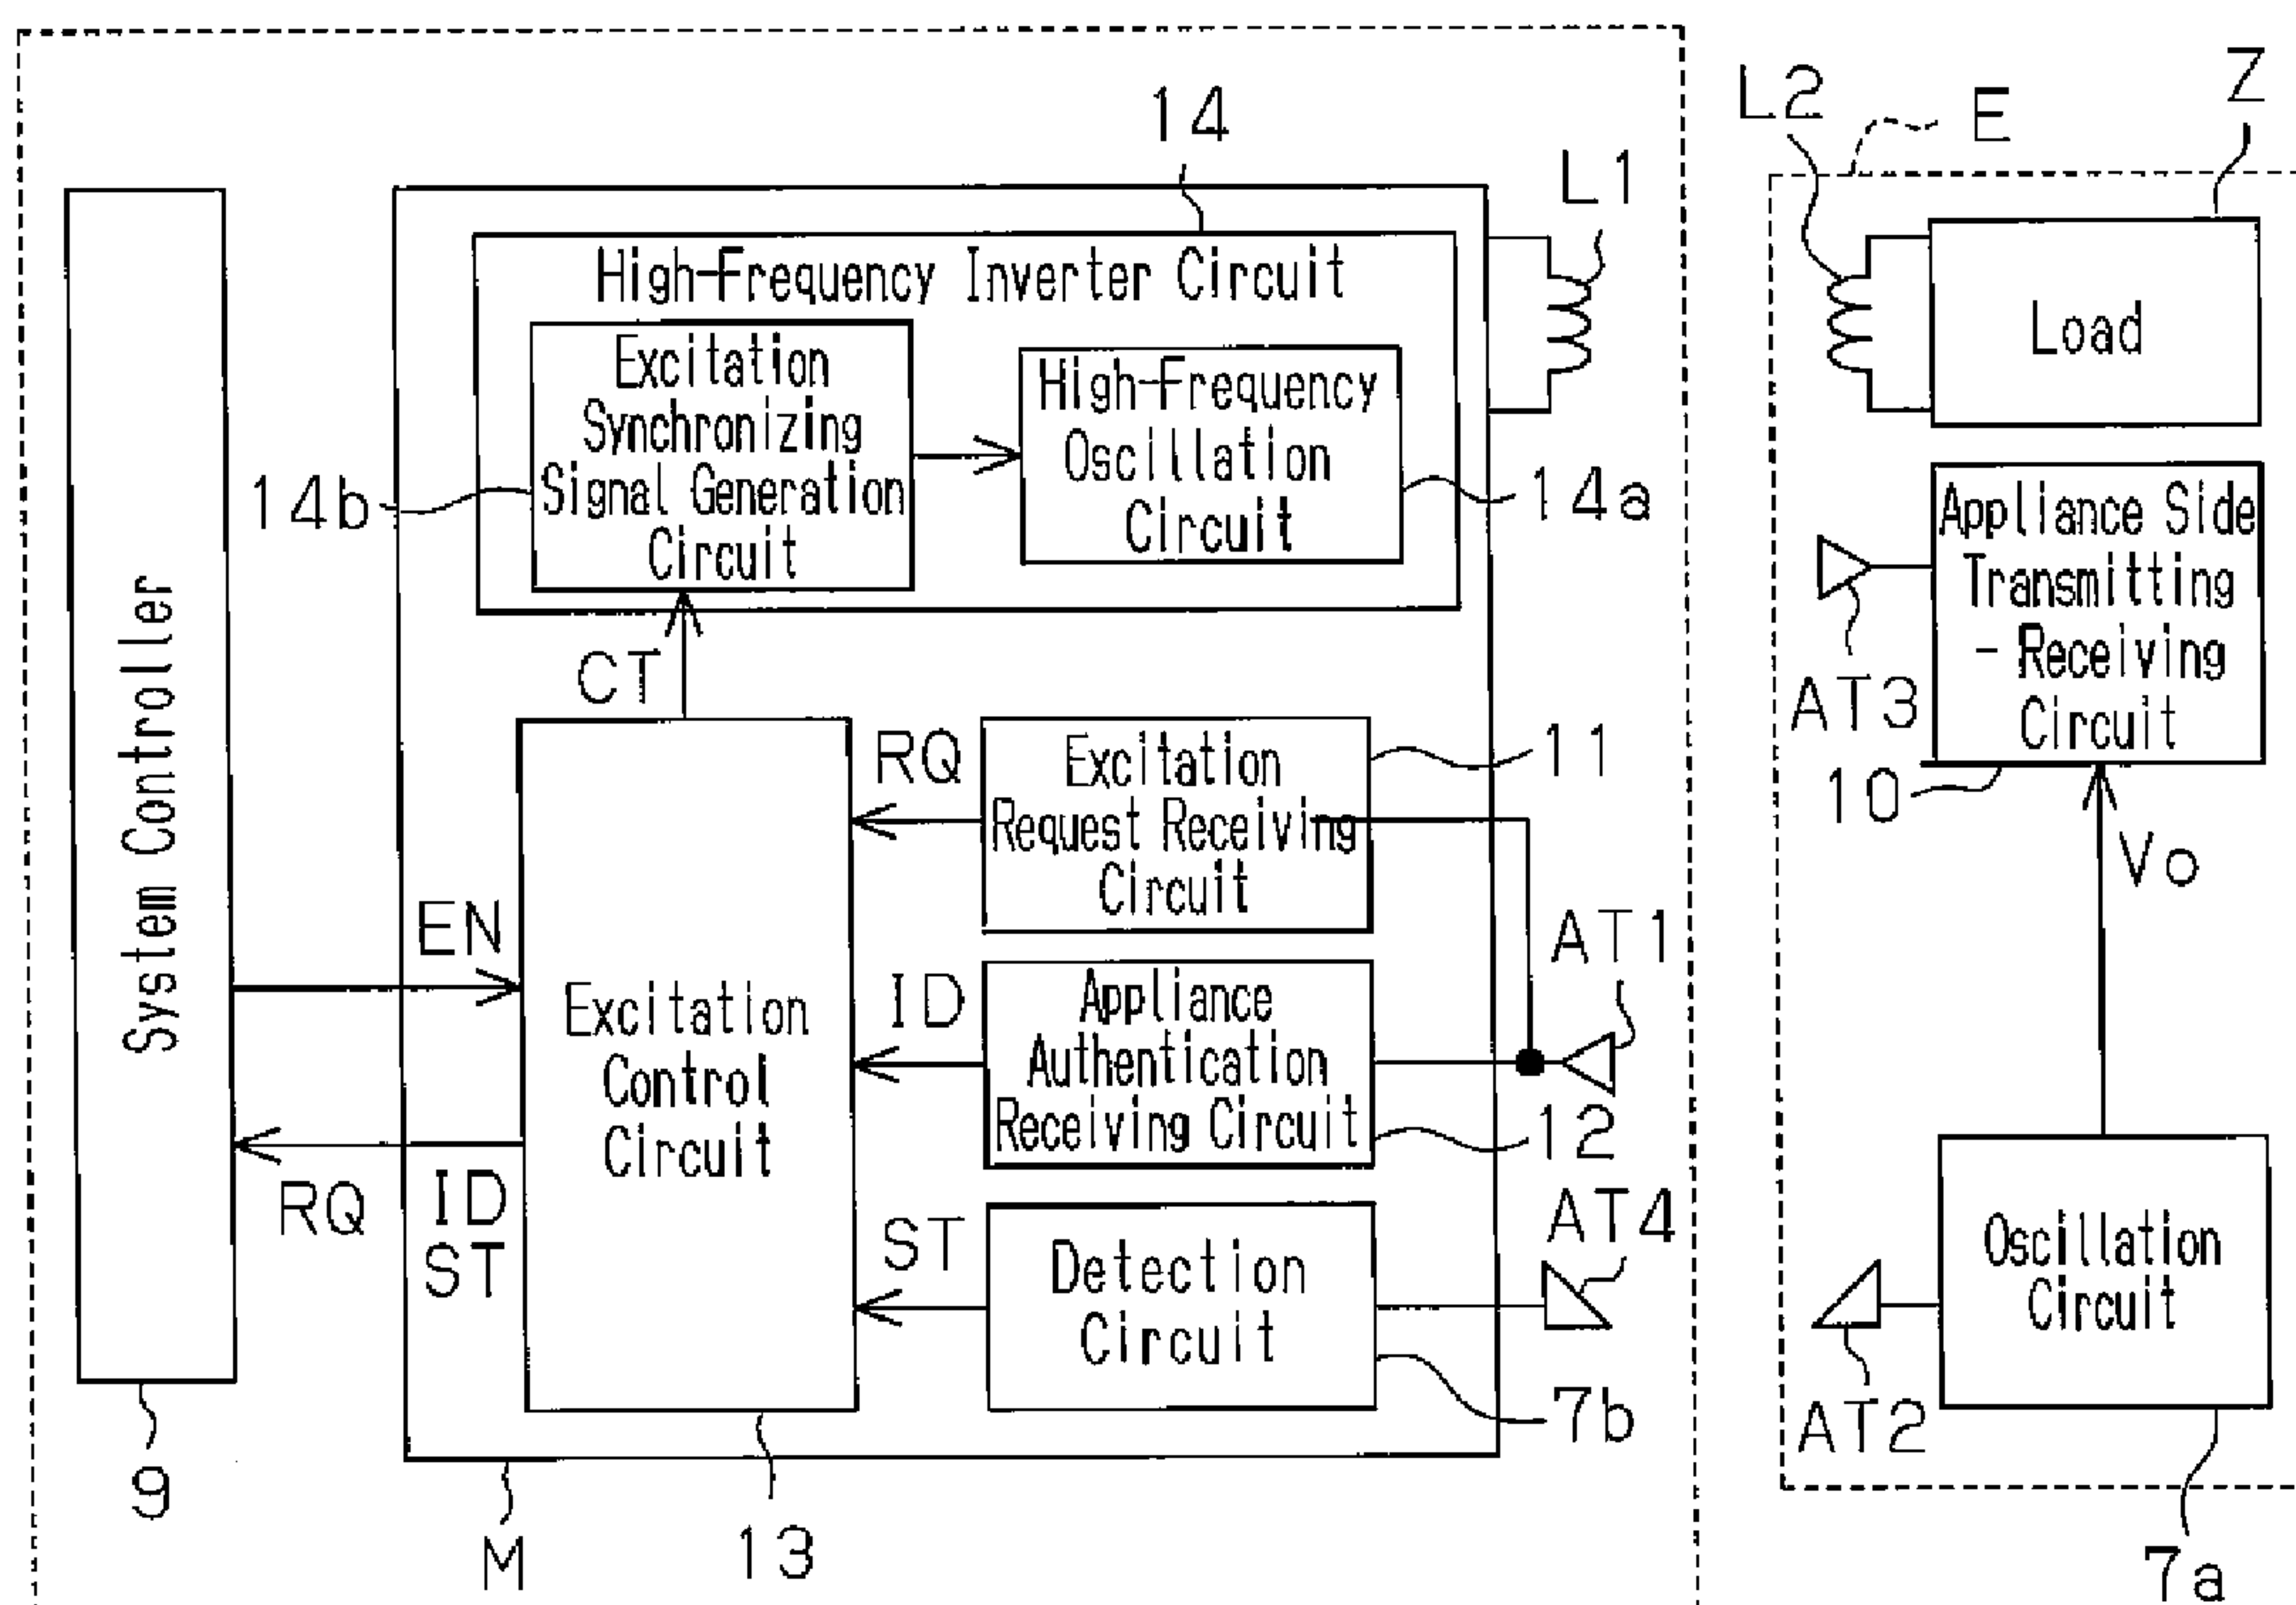 14
L1
L2
E
Z
High-Frequency Inverter Circuit
Excitation
Synchronizing
Signal Generation
Circuit
High-Frequency
Oscillation
Circuit
14b
14a
Load
Appliance Side
Transmitting
- Receiving
Circuit
AT3
10
Vo
System Controller
CT
RQ
Excitation
Request Receiving
Circuit
11
EN
Excitation
Control
Circuit
ID
Appliance
Authentication
Receiving Circuit
AT1
12
RQ
ID
ST
ST
Detection
Circuit
AT4
7b
Oscillation
Circuit
AT2
9
M
13
7a